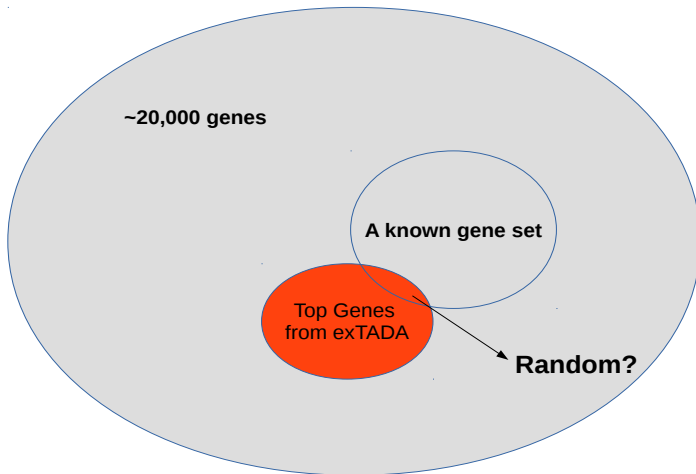 ~20,000 genes
A known gene set
Top Genes
from exTADA
Random?